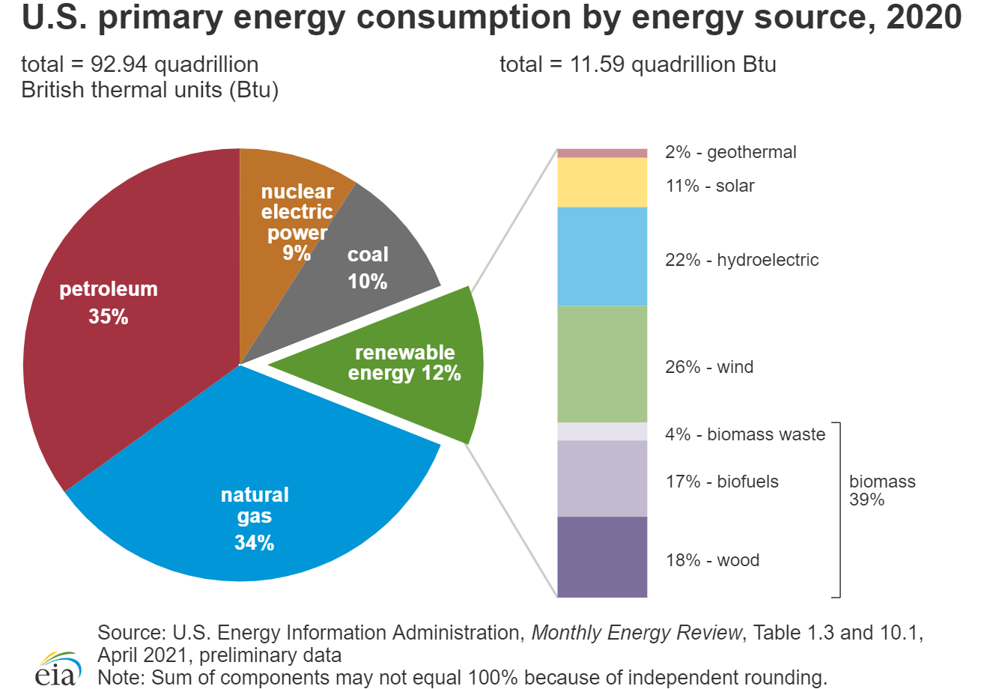 U.S. primary energy consumption by energy source, 2020
total = 92.94 quadrillion
British thermal units (Btu)
total = 11.59 quadrillion Btu
nuclear
electric
power
9%
coal
10%
petroleum
35%
renewable
energy 12%
natural
gas
34%
2% - geothermal
11% - solar
22% - hydroelectric
26% - wind
4% - biomass waste
17% - biofuels
18% - wood
biomass
39%
Source: U.S. Energy Information Administration, Monthly Energy Review, Table 1.3 and 10.1,
April 2021, preliminary data
Note: Sum of components may not equal 100% because of independent rounding.
eia